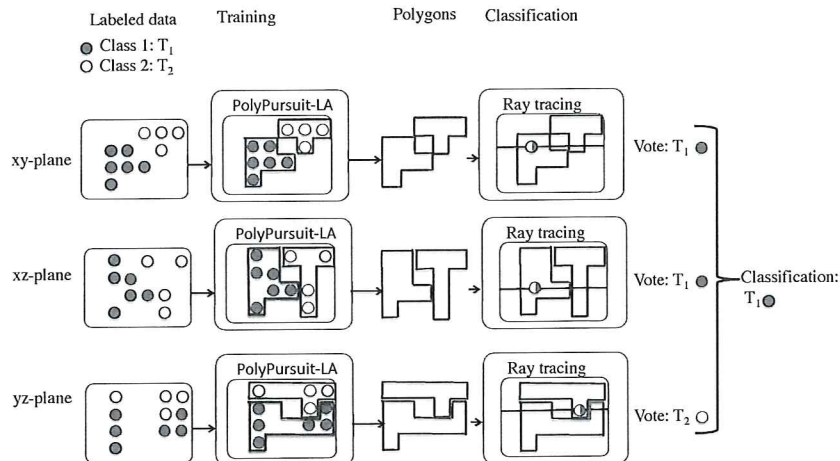 Labeled data Training Polygons Classification
Class 1: T₁
Class 2: T₂
PolyPursuit-LA Ray tracing
xy-plane Vote: T₁
PolyPursuit-LA Ray tracing
xz-plane Vote: T₁ Classification:
T₁
PolyPursuit-LA Ray tracing
yz-plane Vote: T₂